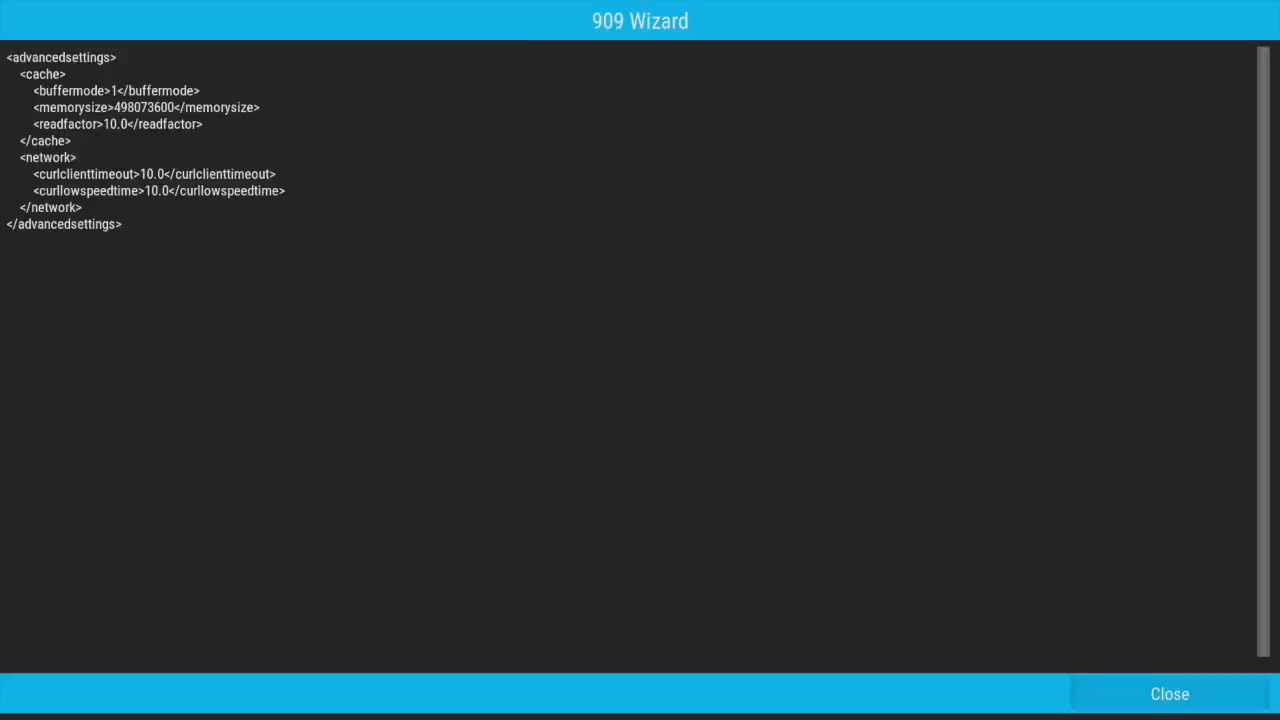 909 Wizard
<advancedsettings>
<cache>
<buffermode>1</buffermode>
<memorysize>498073600</memorysize>
<readfactor>10.0</readfactor>
</cache>
<network>
<curlclienttimeout>10.0</curlclienttimeout>
<curllowspeedtime>10.0</curllowspeedtime>
</network>
</advancedsettings>
Close